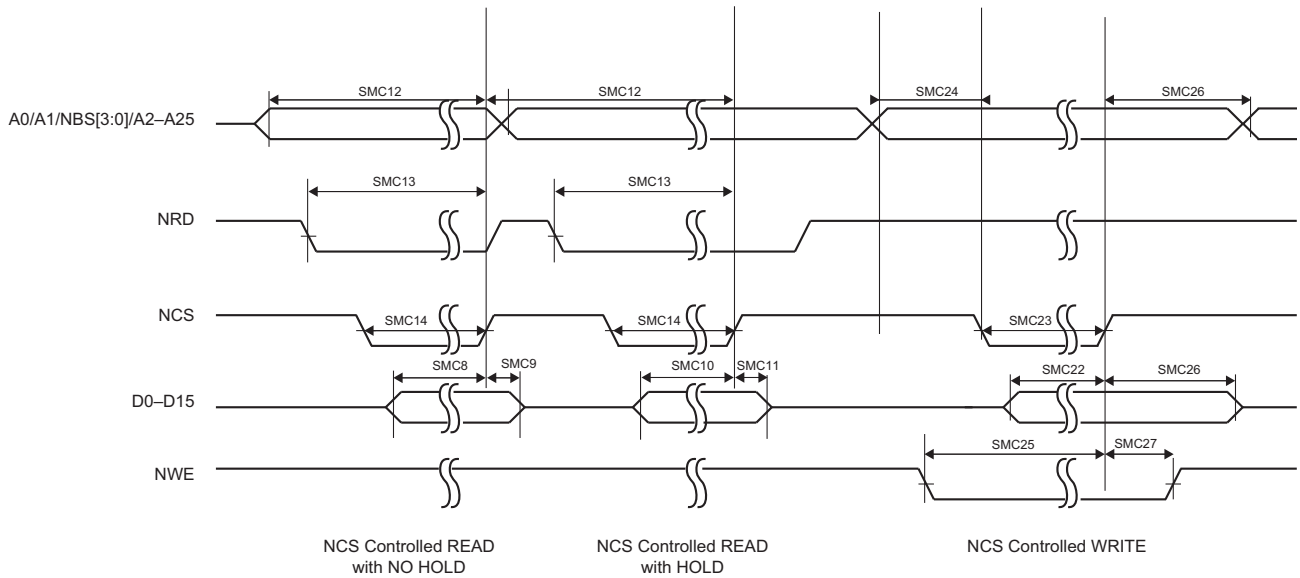 SMC12 SMC12 SMC24 SMC26
A0/A1/NBS[3:0]/A2–A25
SMC13 SMC13
NRD
NCS
SMC14 SMC14 SMC23
SMC8 SMC9 SMC10 SMC11 SMC22 SMC26
D0–D15
SMC25 SMC27
NWE
NCS Controlled READ
with NO HOLD
NCS Controlled READ
with HOLD
NCS Controlled WRITE